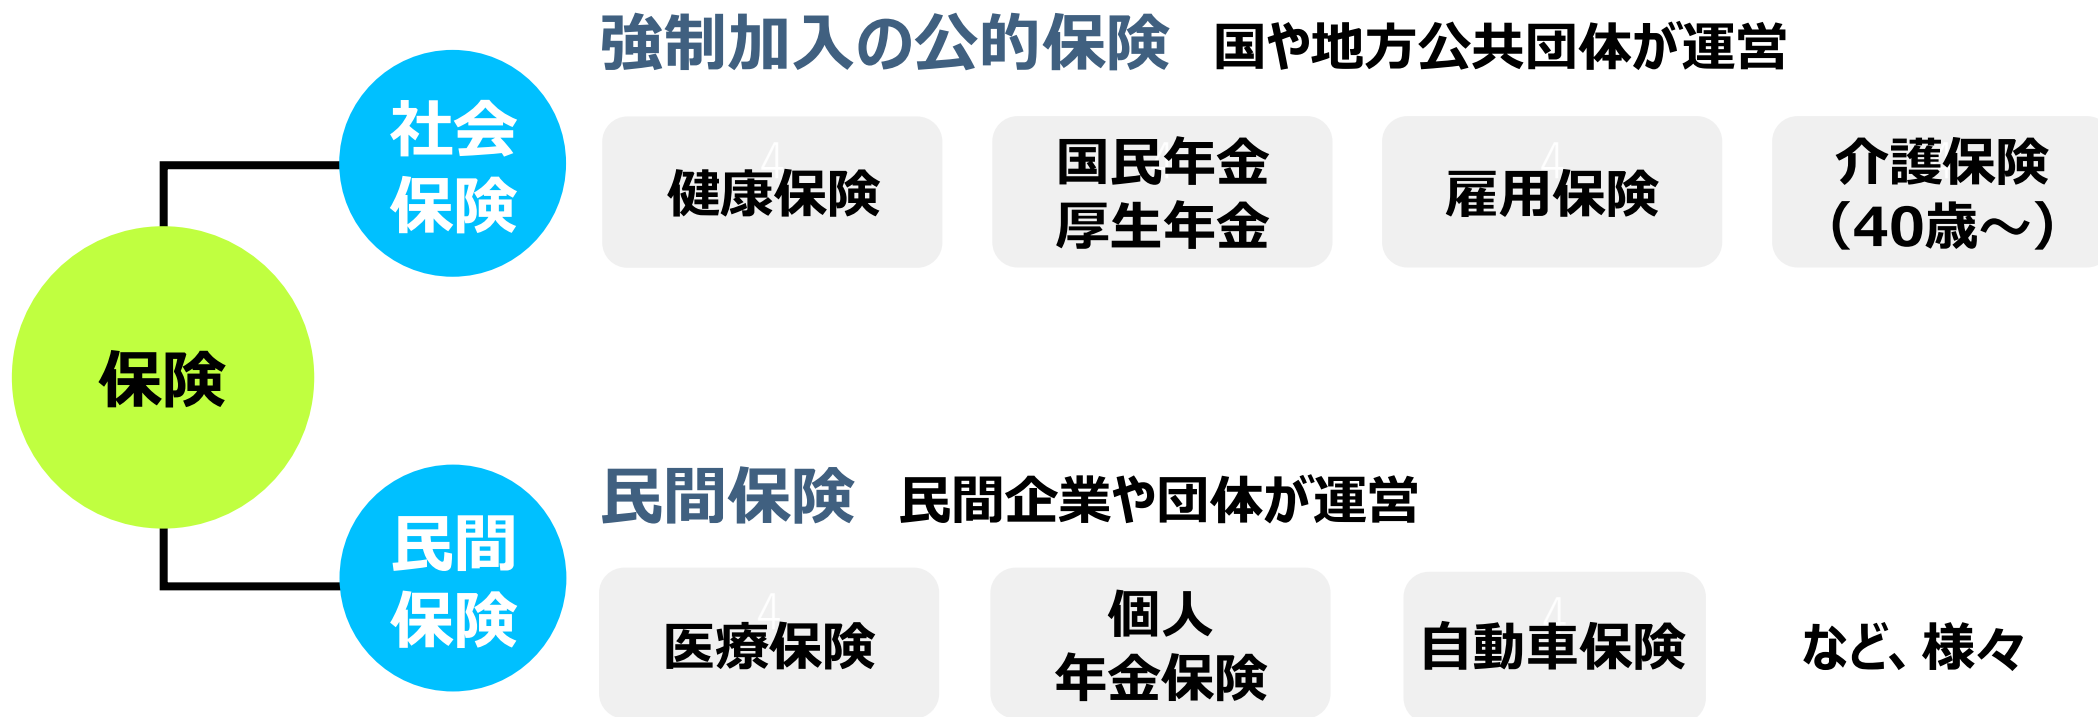 強制加入の公的保険 国や地方公共団体が運営
社会
保険
4
健康保険
国民年金
厚生年金
4
雇用保険
介護保険
（40歳～）
保険
民間保険 民間企業や団体が運営
民間
保険
4
医療保険
個人
年金保険
4
自動車保険
など、様々